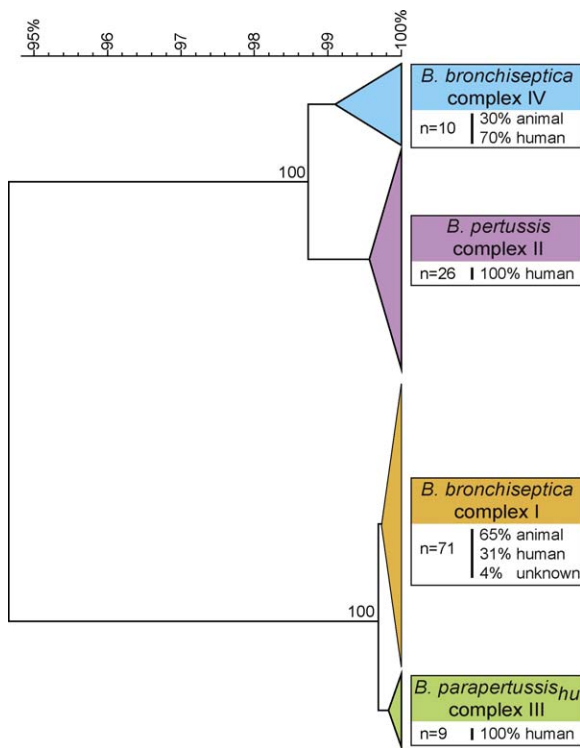 95% 96 97 98 99 100%
B. bronchiseptica
complex IV
n=10
30% animal
70% human
100
B. pertussis
complex II
n=26 100% human
B. bronchiseptica
complex I
n=71
65% animal
31% human
4% unknown
100
B. parapertussis hu
complex III
n=9 100% human